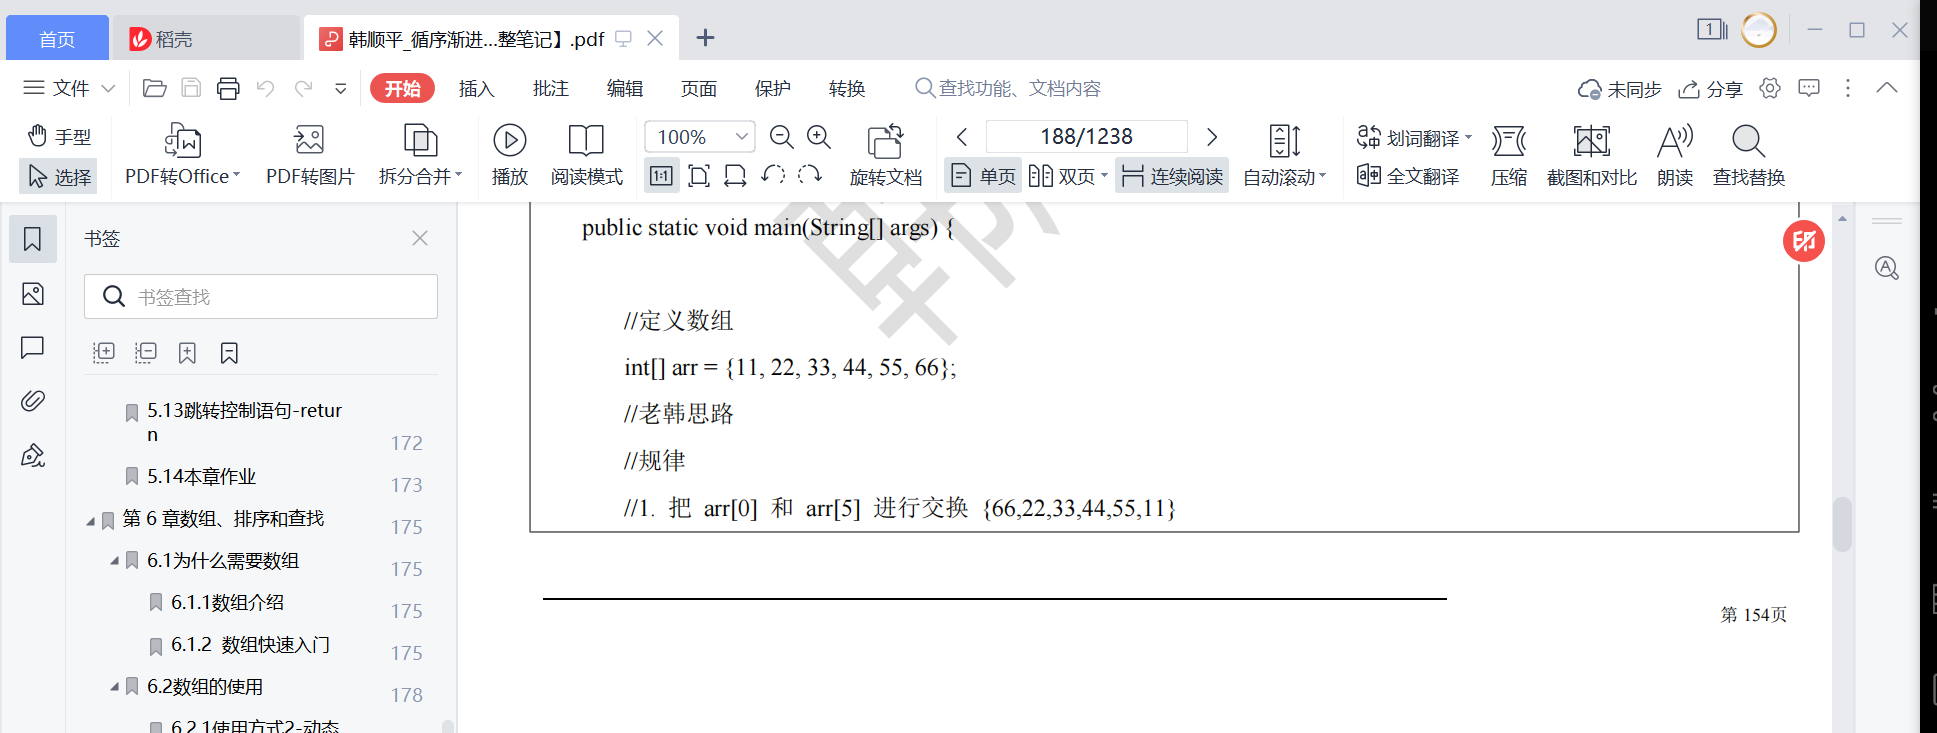 首页
稻壳
韩顺平_循序渐进...整笔记】.pdf
1
文件
开始
插入
批注
编辑
页面
保护
转换
查找功能、文档内容
未同步
分享
手型
选择
PDF转Office
PDF转图片
拆分合并
播放
阅读模式
100%
1:1
旋转文档
188/1238
单页
双页
连续阅读
自动滚动
划词翻译
全文翻译
压缩
截图和对比
朗读
查找替换
书签
书签查找
5.13跳转控制语句-retur
n
172
5.14本章作业
173
第 6 章数组、排序和查找
175
6.1为什么需要数组
175
6.1.1数组介绍
175
6.1.2 数组快速入门
175
6.2数组的使用
178
6.2.1使用方式2-动态
public static void main(String[] args) {
//定义数组
int[] arr = {11, 22, 33, 44, 55, 66};
//老韩思路
//规律
//1. 把 arr[0] 和 arr[5] 进行交换 {66,22,33,44,55,11}
第 154页